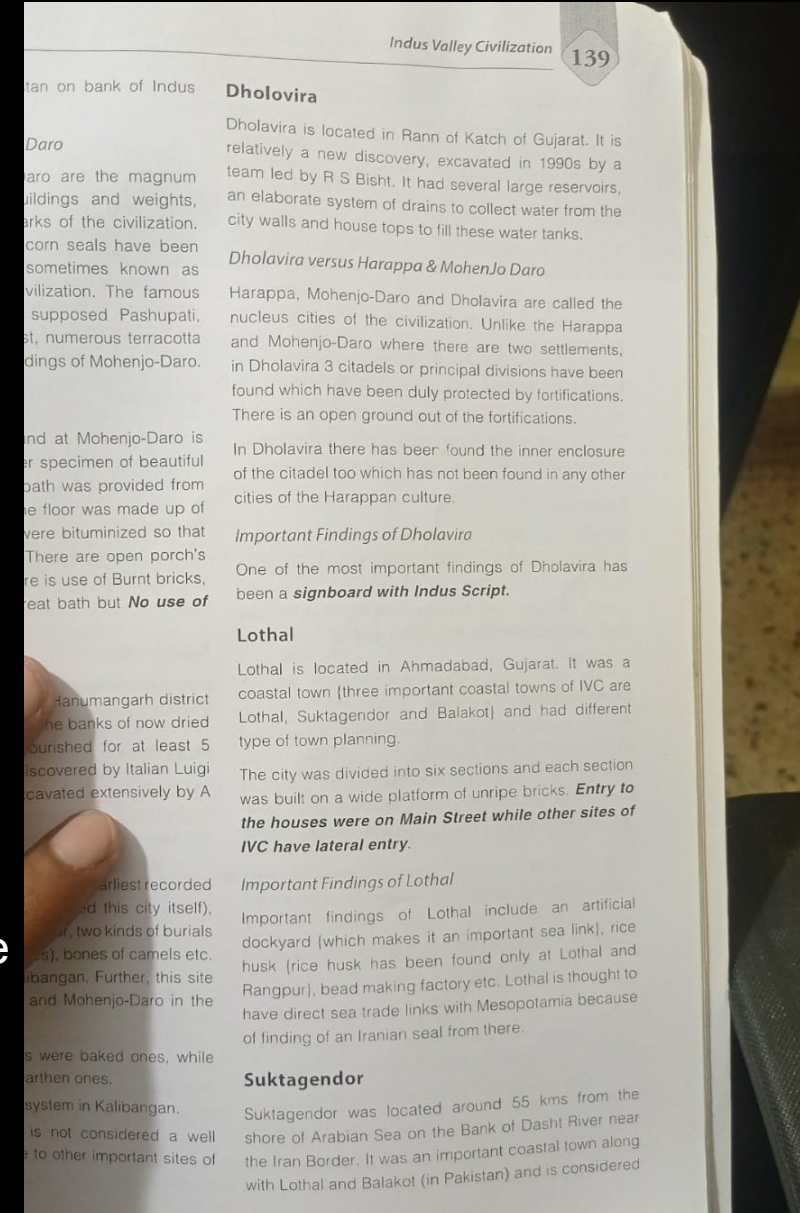 Indus Valley Civilization
139
tan on bank of Indus
Daro
are the magnum
and weights,
of the civilization.
seals have been
sometimes known as
The famous
supposed Pashupati,
numerous terracotta
of Mohenjo-Daro.
at Mohenjo-Daro is
specimen of beautiful
bath was provided from
floor was made up of
were bituminized so that
There are open porch's
is use of Burnt bricks,
bath but No use of
Hanumangarh district
banks of now dried
for at least 5
by Italian Luigi
extensively by A
recorded
this city itself),
two kinds of burials
bones of camels etc.
Further, this site
and Mohenjo-Daro in the
were baked ones, while
ones.
system in Kalibangan.
is not considered a well
to other important sites of
Dholovira
Dholavira is located in Rann of Katch of Gujarat. It is
relatively a new discovery, excavated in 1990s by a
team led by R S Bisht. It had several large reservoirs,
an elaborate system of drains to collect water from the
city walls and house tops to fill these water tanks.
Dholavira versus Harappa & MohenJo Daro
Harappa, Mohenjo-Daro and Dholavira are called the
nucleus cities of the civilization. Unlike the Harappa
and Mohenjo-Daro where there are two settlements,
in Dholavira 3 citadels or principal divisions have been
found which have been duly protected by fortifications.
There is an open ground out of the fortifications.
In Dholavira there has been found the inner enclosure
of the citadel too which has not been found in any other
cities of the Harappan culture.
Important Findings of Dholavira
One of the most important findings of Dholavira has
been a signboard with Indus Script.
Lothal
Lothal is located in Ahmadabad, Gujarat. It was a
coastal town {three important coastal towns of IVC are
Lothal, Suktagendor and Balakot} and had different
type of town planning.
The city was divided into six sections and each section
was built on a wide platform of unripe bricks. Entry to
the houses were on Main Street while other sites of
IVC have lateral entry.
Important Findings of Lothal
Important findings of Lothal include an artificial
dockyard {which makes it an important sea link}, rice
husk {rice husk has been found only at Lothal and
Rangpur}, bead making factory etc. Lothal is thought to
have direct sea trade links with Mesopotamia because
of finding of an Iranian seal from there.
Suktagendor
Suktagendor was located around 55 kms from the
shore of Arabian Sea on the Bank of Dasht River near
the Iran Border. It was an important coastal town along
with Lothal and Balakot (in Pakistan) and is considered